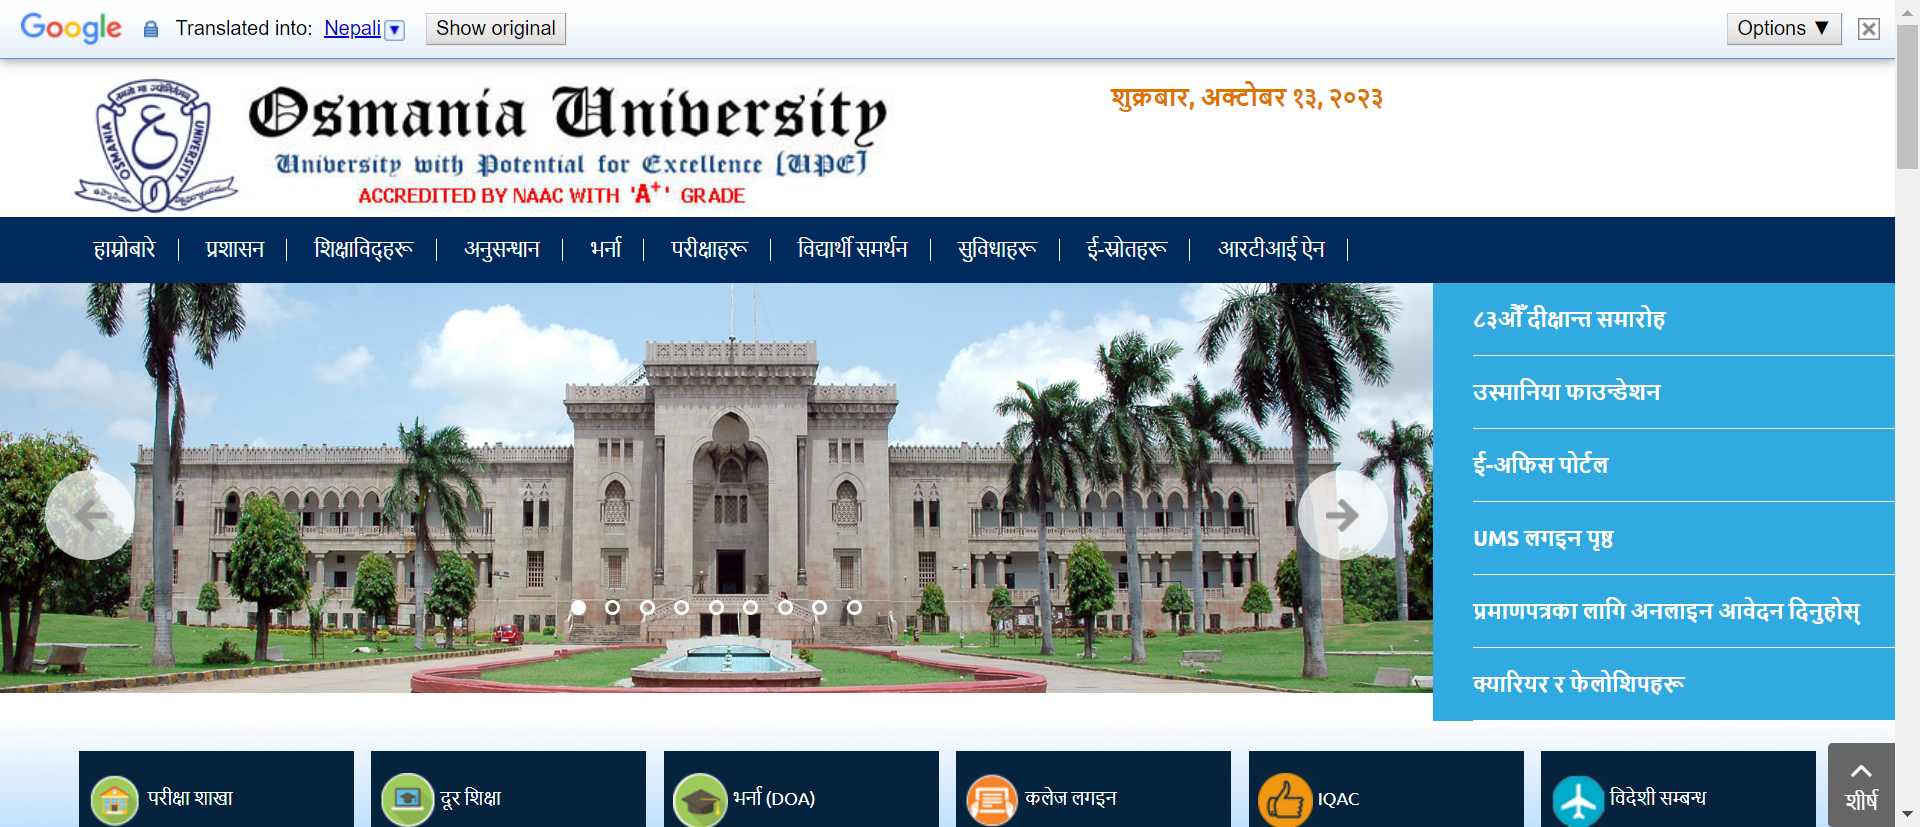 Google Translated into: Nepali Show original Options ▼
OSMANIA UNIVERSITY
Osmania University
University with Potential for Excellence [UPE]
ACCREDITED BY NAAC WITH 'A+' GRADE
शुक्रबार, अक्टोबर १३, २०२३
हाम्रोबारे प्रशासन शिक्षाविद्हरू अनुसन्धान भर्ना परीक्षाहरू विद्यार्थी समर्थन सुविधाहरू ई-स्रोतहरू आरटीआई ऐन
८३औँ दीक्षान्त समारोह
उस्मानिया फाउन्डेशन
ई-अफिस पोर्टल
UMS लगइन पृष्ठ
प्रमाणपत्रका लागि अनलाइन आवेदन दिनुहोस्
क्यारियर र फेलोशिपहरू
परीक्षा शाखा दूर शिक्षा भर्ना (DOA) कलेज लगइन IQAC विदेशी सम्बन्ध
शीर्ष